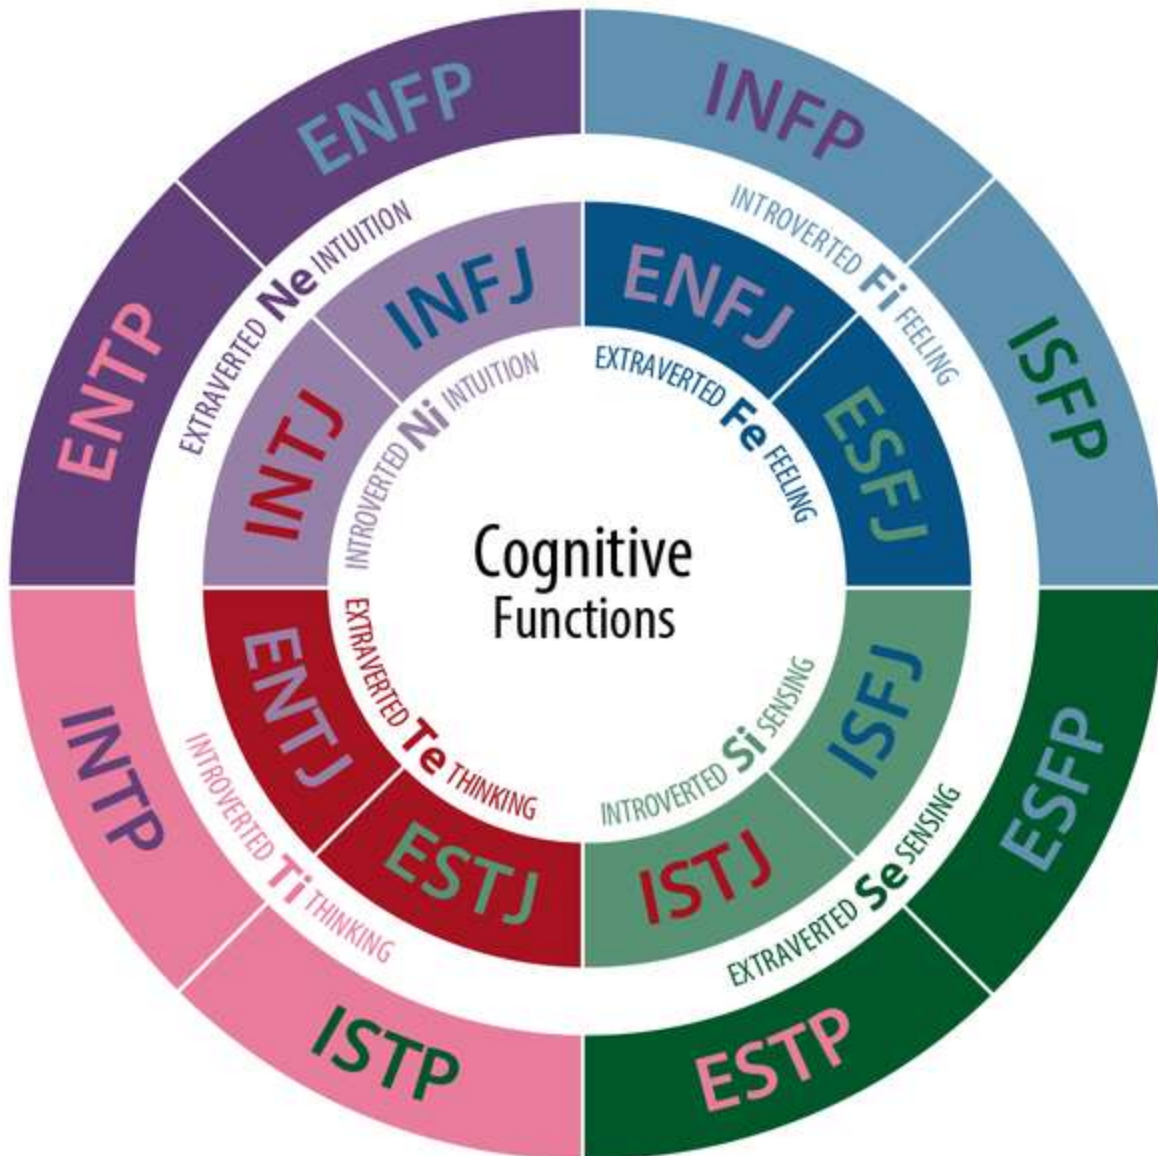 ENFP
INFP
ENTP
EXTRAVERTED Ne INTUITION
INTROVERTED Fi FEELING
ISFP
INFJ
ENFJ
INTJ
INTROVERTED Ni INTUITION
EXTRAVERTED Fe FEELING
ESFJ
Cognitive
Functions
ENTJ
EXTRAVERTED Te THINKING
INTROVERTED Si SENSING
ISFJ
INTP
INTROVERTED Ti THINKING
ESTJ
ISTJ
EXTRAVERTED Se SENSING
ESFP
ISTP
ESTP